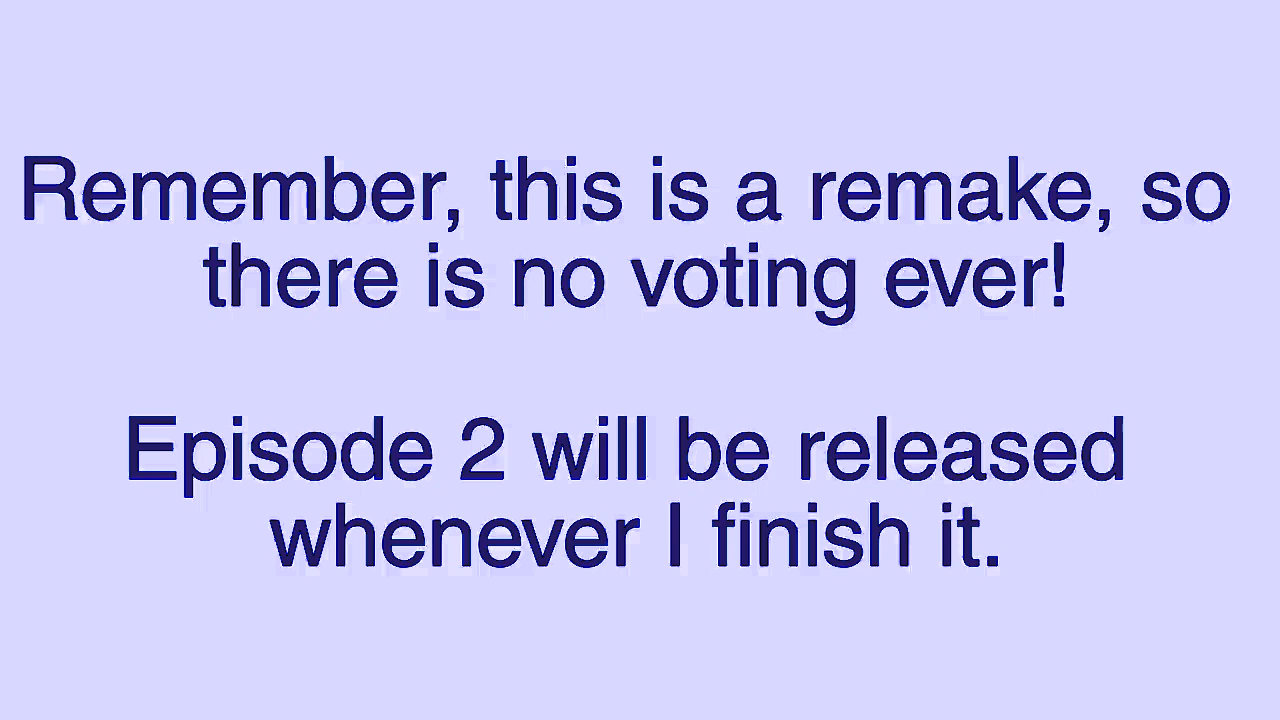 Remember, this is a remake, so
there is no voting ever!
Episode 2 will be released
whenever I finish it.